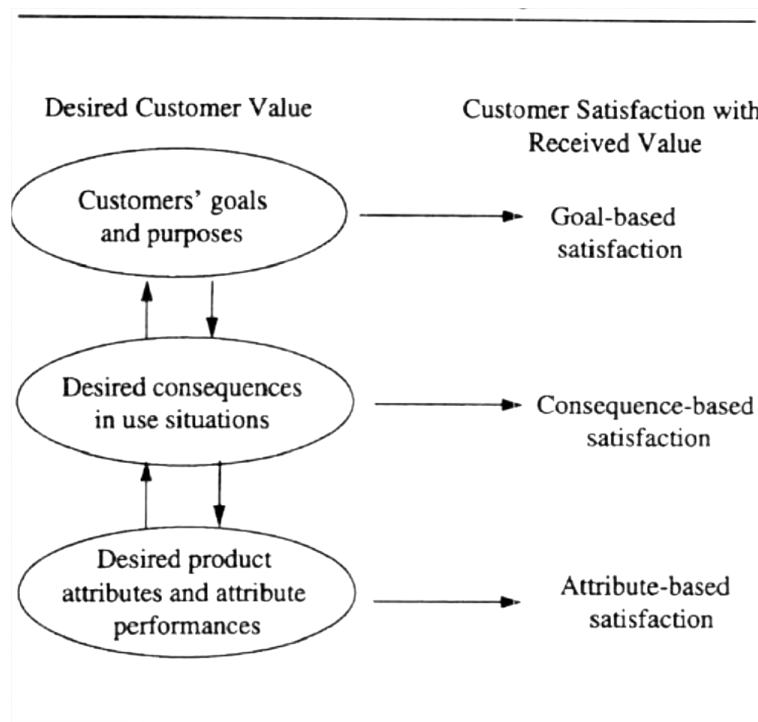 Desired Customer Value
Customer Satisfaction with
Received Value
Customers' goals
and purposes
Goal-based
satisfaction
Desired consequences
in use situations
Consequence-based
satisfaction
Desired product
attributes and attribute
performances
Attribute-based
satisfaction